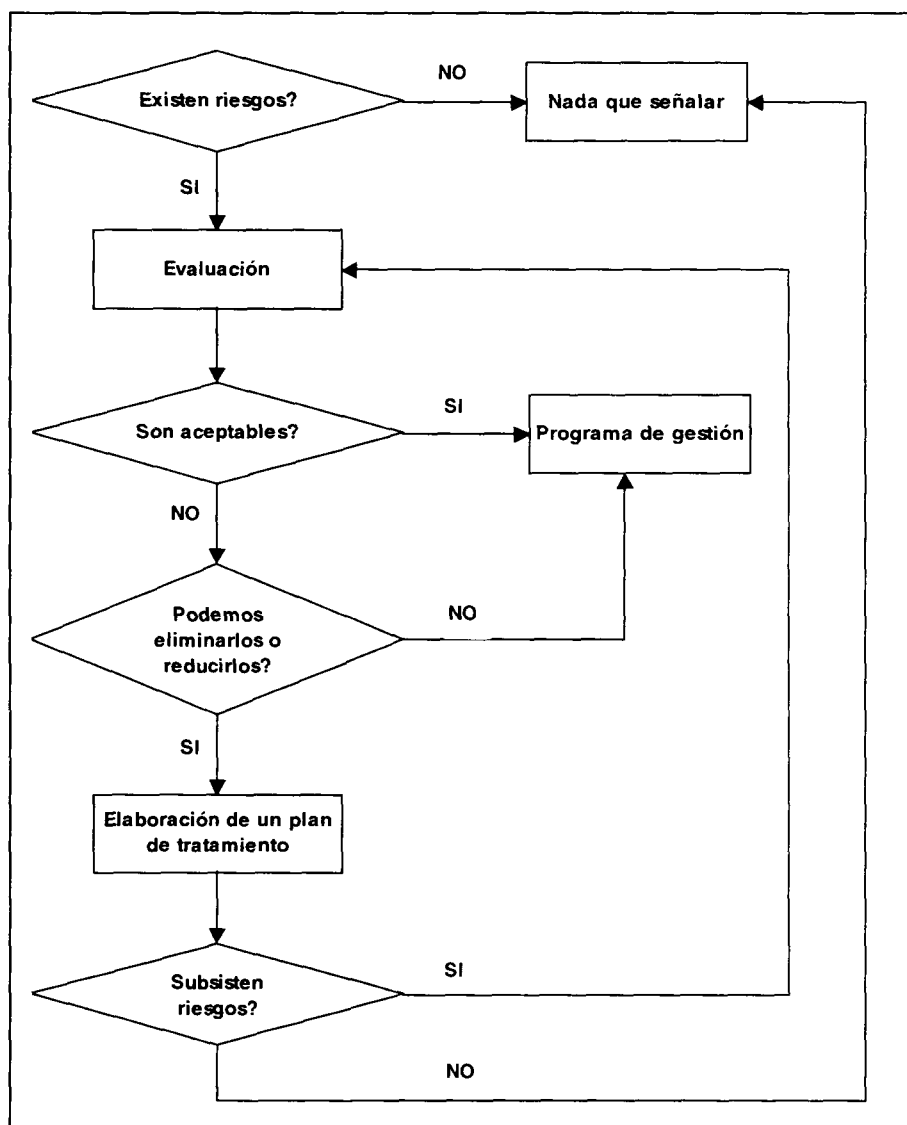 Existen riesgos?
NO
Nada que señalar
SI
Evaluación
Son aceptables?
SI
Programa de gestión
NO
Podemos
eliminarlos o
reducirlos?
NO
SI
Elaboración de un plan
de tratamiento
Subsisten
riesgos?
SI
NO